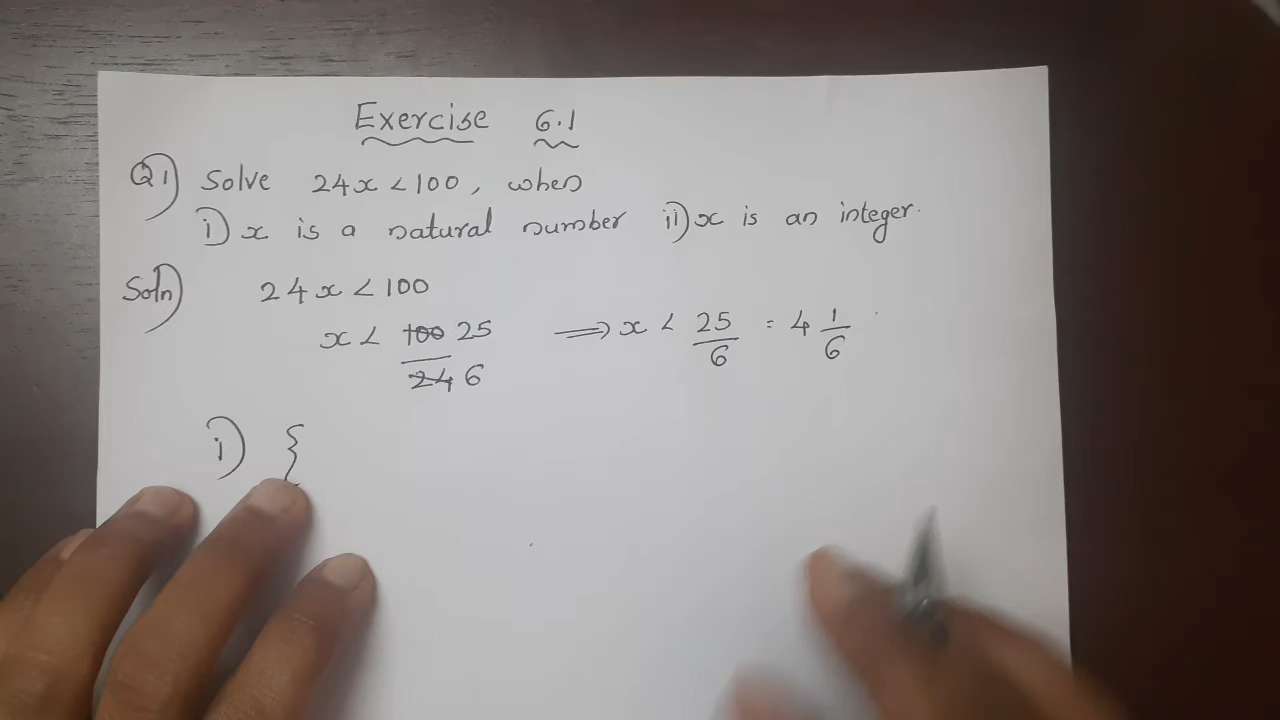 Exercise 6.1
Q1) Solve 24x < 100, when
i) x is a natural number ii) x is an integer.
Soln) 24x < 100
x < 100/24 25/6 ⟹ x < 25/6 = 4 1/6
i) {